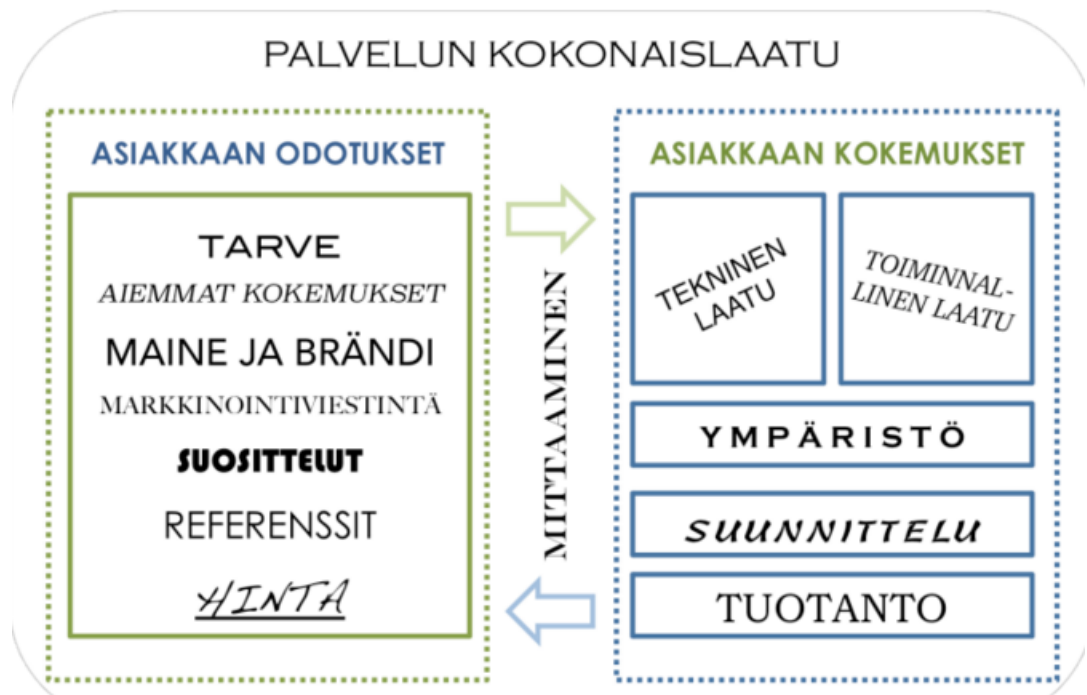 PALVELUN KOKONAISLAATU
ASIAKKAAN ODOTUKSET
TARVE
AIEMMAT KOKEMUKSET
MAINE JA BRÄNDI
MARKKINOINTIVIESTINTÄ
SUOSITTELUT
REFERENSSIT
HINTA
MITTAAMINEN
ASIAKKAAN KOKEMUKSET
TEKNINEN
LAATU
TOIMINNAL-
LINEN LAATU
YMPÄRISTÖ
SUUNNITTELU
TUOTANTO